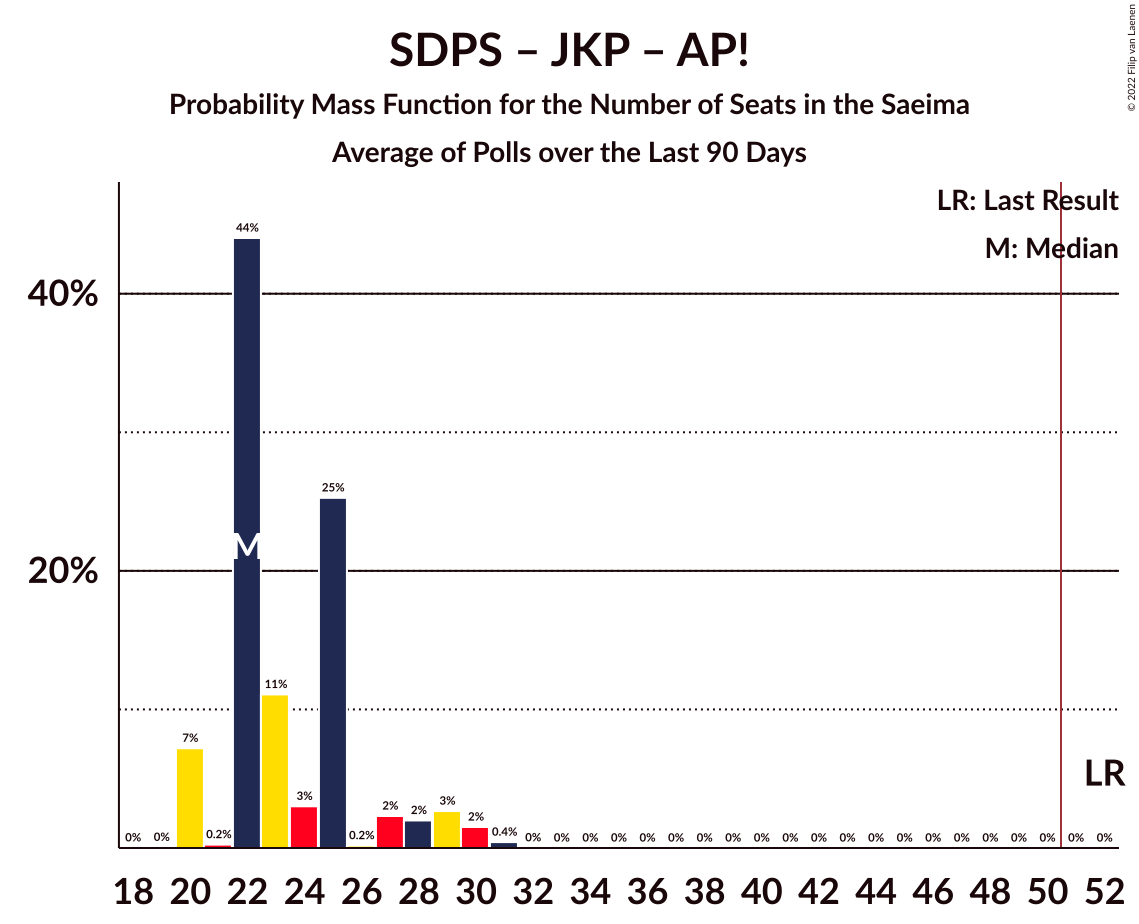 SDPS – JKP – AP!
Probability Mass Function for the Number of Seats in the Saeima
Average of Polls over the Last 90 Days
© 2022 Filip van Laenen
LR: Last Result
M: Median
40%
20%
0% 0% 7% 0.2% 44% 11% 3% 25% 0.2% 2% 2% 3% 2% 0.4% 0% 0% 0% 0% 0% 0% 0% 0% 0% 0% 0% 0% 0% 0% 0% 0% 0% 0% 0% 0% 0%
M
LR
18 20 22 24 26 28 30 32 34 36 38 40 42 44 46 48 50 52